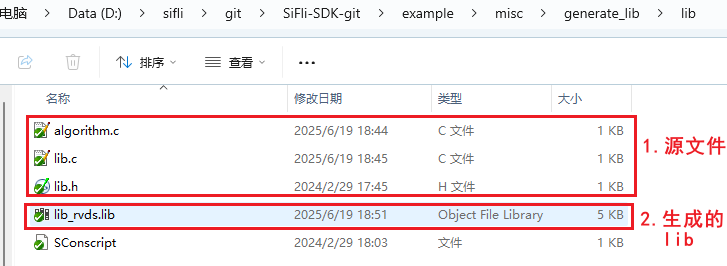 电脑 > Data (D:) > sifli > git > SiFli-SDK-git > example > misc > generate_lib > lib
排序 查看 ...
名称 修改日期 类型 大小
algorithm.c 2025/6/19 18:44 C 文件 1 KB
lib.c 2025/6/19 18:45 C 文件 1 KB
lib.h 2024/2/29 17:45 H 文件 1 KB
1.源文件
lib_rvds.lib 2025/6/19 18:51 Object File Library 5 KB
2.生成的
lib
SConscript 2024/2/29 18:03 文件 1 KB